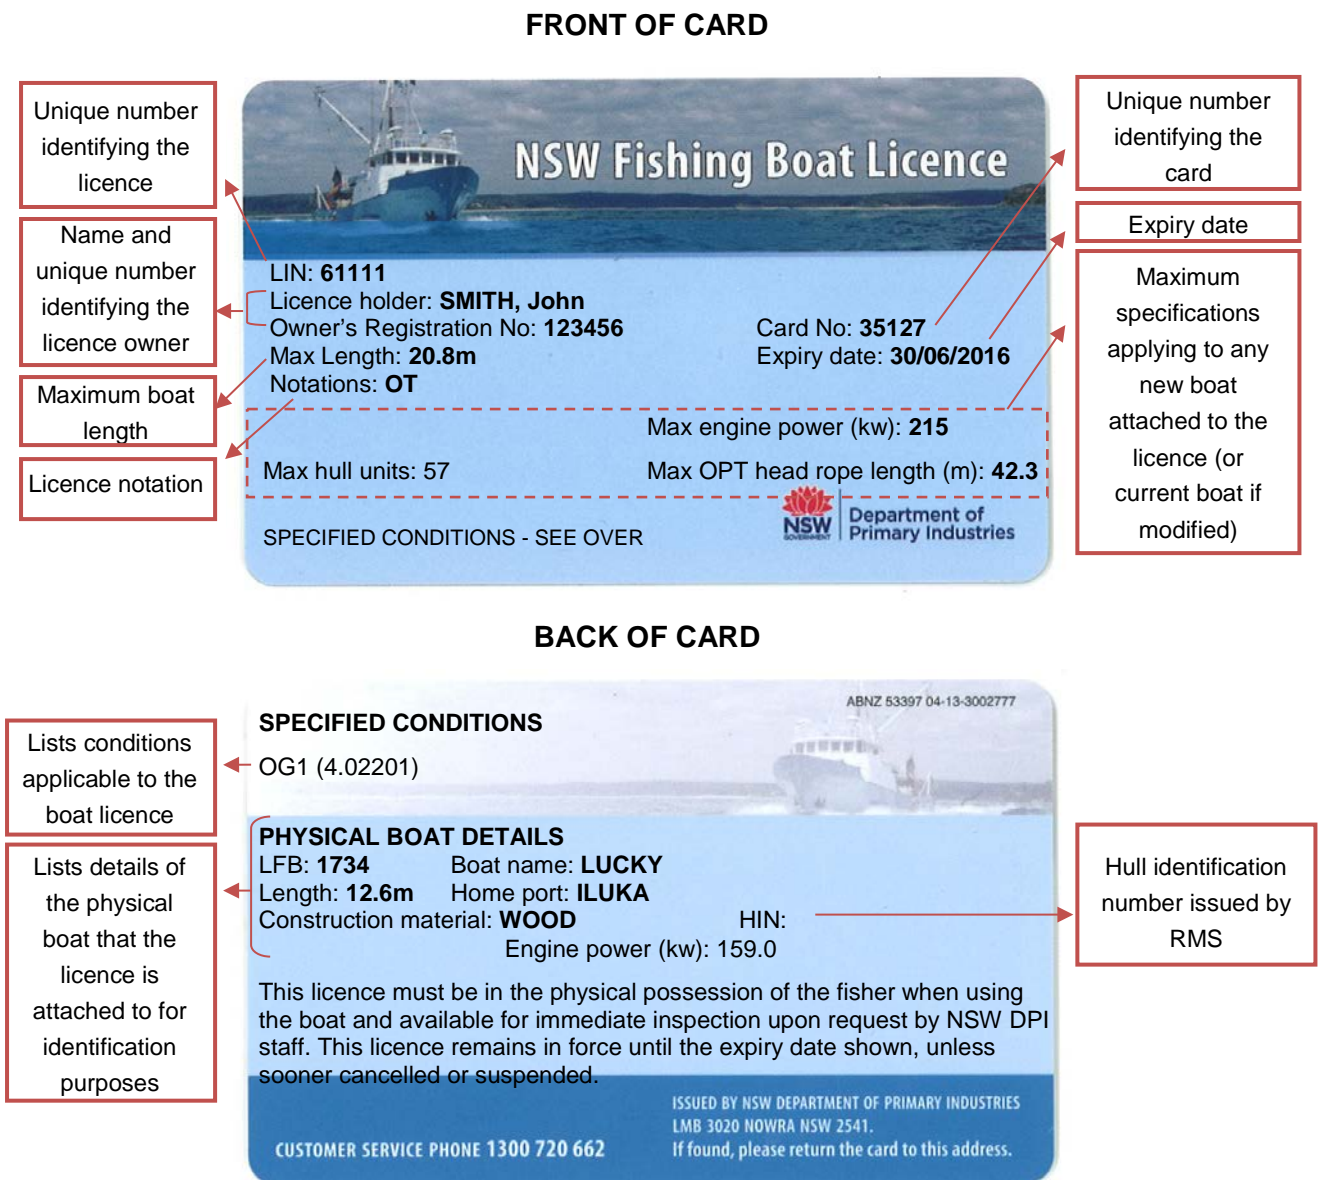 FRONT OF CARD
Unique number
identifying the
licence
Name and
unique number
identifying the
licence owner
Maximum boat
length
Licence notation
NSW Fishing Boat Licence
LIN: 61111
Licence holder: SMITH, John
Owner's Registration No: 123456
Card No: 35127
Max Length: 20.8m
Expiry date: 30/06/2016
Notations: OT
Max engine power (kw): 215
Max hull units: 57
Max OPT head rope length (m): 42.3
SPECIFIED CONDITIONS - SEE OVER
NSW
GOVERNMENT
Department of
Primary Industries
Unique number
identifying the
card
Expiry date
Maximum
specifications
applying to any
new boat
attached to the
licence (or
current boat if
modified)
BACK OF CARD
Lists conditions
applicable to the
boat licence
Lists details of
the physical
boat that the
licence is
attached to for
identification
purposes
ABNZ 53397 04-13-3002777
SPECIFIED CONDITIONS
OG1 (4.02201)
PHYSICAL BOAT DETAILS
LFB: 1734 Boat name: LUCKY
Length: 12.6m Home port: ILUKA
Construction material: WOOD HIN:
Engine power (kw): 159.0
This licence must be in the physical possession of the fisher when using
the boat and available for immediate inspection upon request by NSW DPI
staff. This licence remains in force until the expiry date shown, unless
sooner cancelled or suspended.
CUSTOMER SERVICE PHONE 1300 720 662
ISSUED BY NSW DEPARTMENT OF PRIMARY INDUSTRIES
LMB 3020 NOWRA NSW 2541.
If found, please return the card to this address.
Hull identification
number issued by
RMS